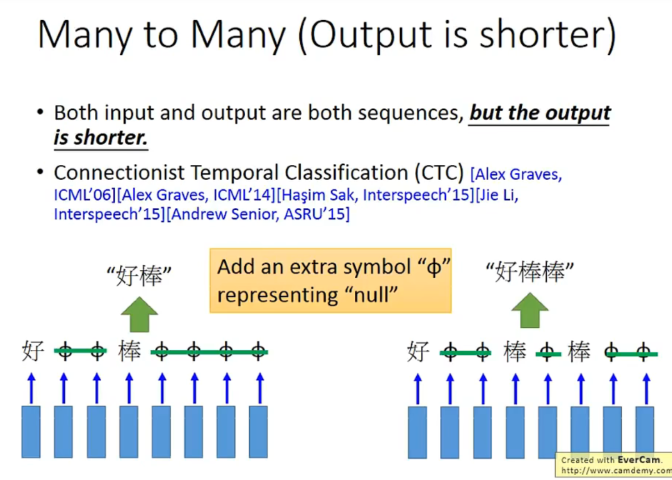 Many to Many (Output is shorter)
• Both input and output are both sequences, but the output
is shorter.
• Connectionist Temporal Classification (CTC) [Alex Graves,
ICML’06][Alex Graves, ICML’14][Haşim Sak, Interspeech’15][Jie Li,
Interspeech’15][Andrew Senior, ASRU’15]
“好棒”
Add an extra symbol “ϕ”
representing “null”
“好棒棒”
好 ϕ ϕ 棒 ϕ ϕ ϕ ϕ
好 ϕ ϕ 棒 ϕ 棒 ϕ ϕ
Created with EverCam.
http://www.camdemy.com